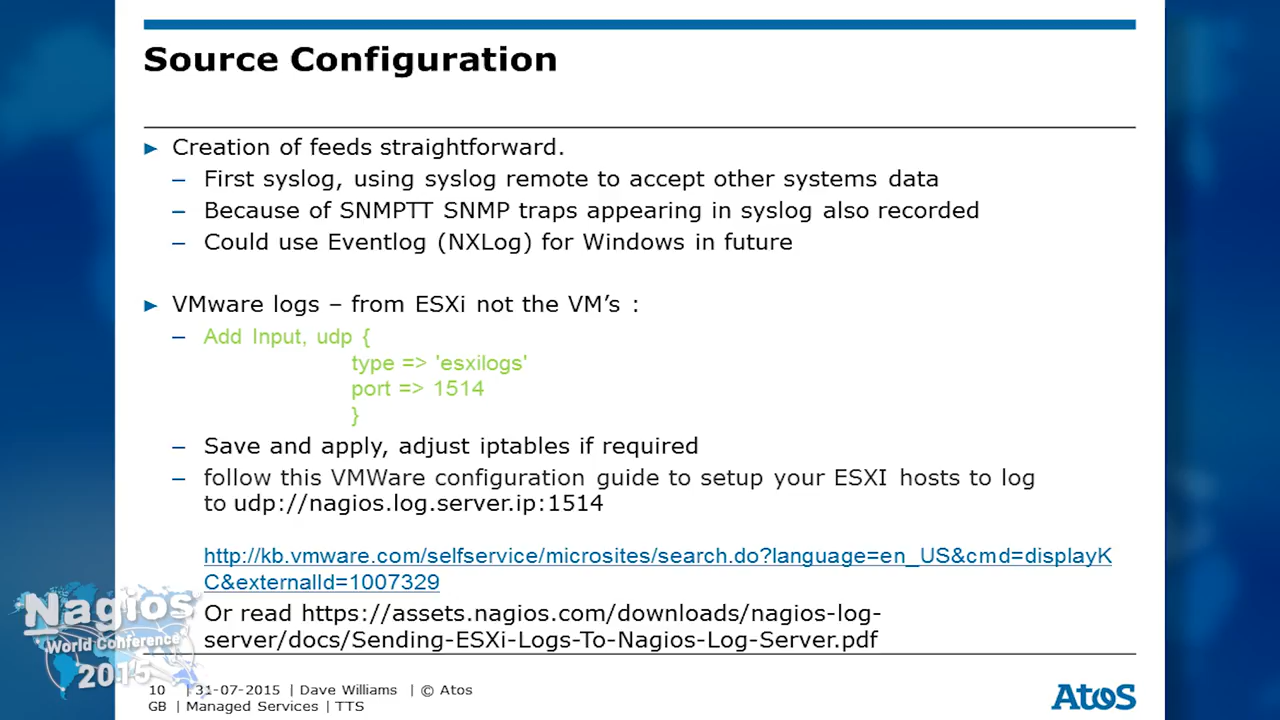 Source Configuration
► Creation of feeds straightforward.
– First syslog, using syslog remote to accept other systems data
– Because of SNMPTT SNMP traps appearing in syslog also recorded
– Could use Eventlog (NXLog) for Windows in future
► VMware logs – from ESXi not the VM’s :
– Add Input, udp {
type => 'esxilogs'
port => 1514
}
– Save and apply, adjust iptables if required
– follow this VMWare configuration guide to setup your ESXI hosts to log
to udp://nagios.log.server.ip:1514
http://kb.vmware.com/selfservice/microsites/search.do?language=en_US&cmd=displayK
C&externalId=1007329
Or read https://assets.nagios.com/downloads/nagios-log-
server/docs/Sending-ESXi-Logs-To-Nagios-Log-Server.pdf
Nagios
World Conference
2015
10 | 31-07-2015 | Dave Williams | © Atos
GB | Managed Services | TTS
Atos